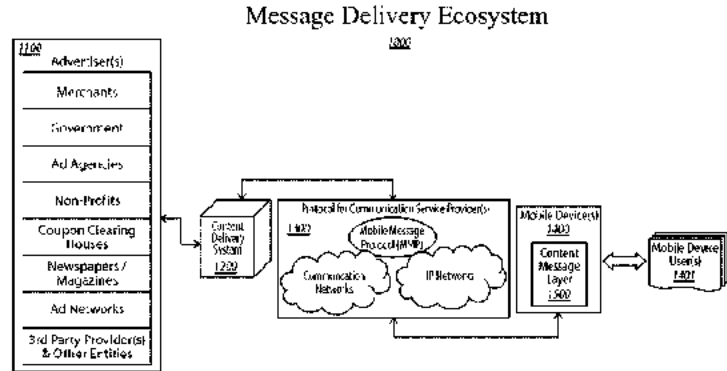 Message Delivery Ecosystem
1000
1100
Advertiser(s)
Merchants
Government
Ad Agencies
Non-Profits
Coupon Clearing
Houses
Newspapers /
Magazines
Ad Networks
3rd Party Provider(s)
& Other Entities
Content
Delivery
System
1200
Protocol for Communication Service Provider(s)
Mobile Message
Protocol (MMP)
Communication
Networks
IP Network
Mobile Device(s)
1400
Content
Message
Layer
1500
Mobile Device
User(s)
1401